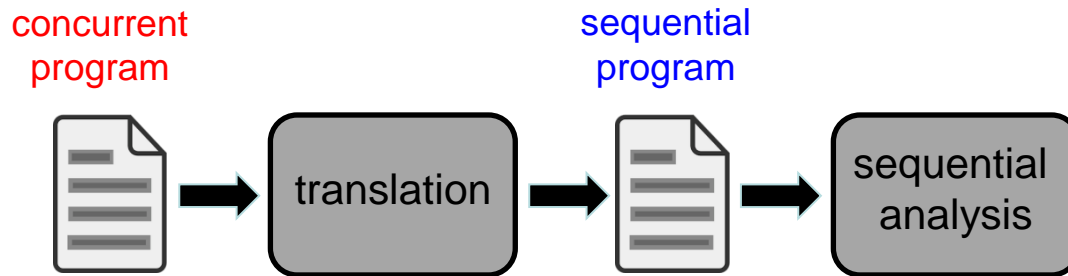 concurrent
program
sequential
program
translation
sequential
analysis